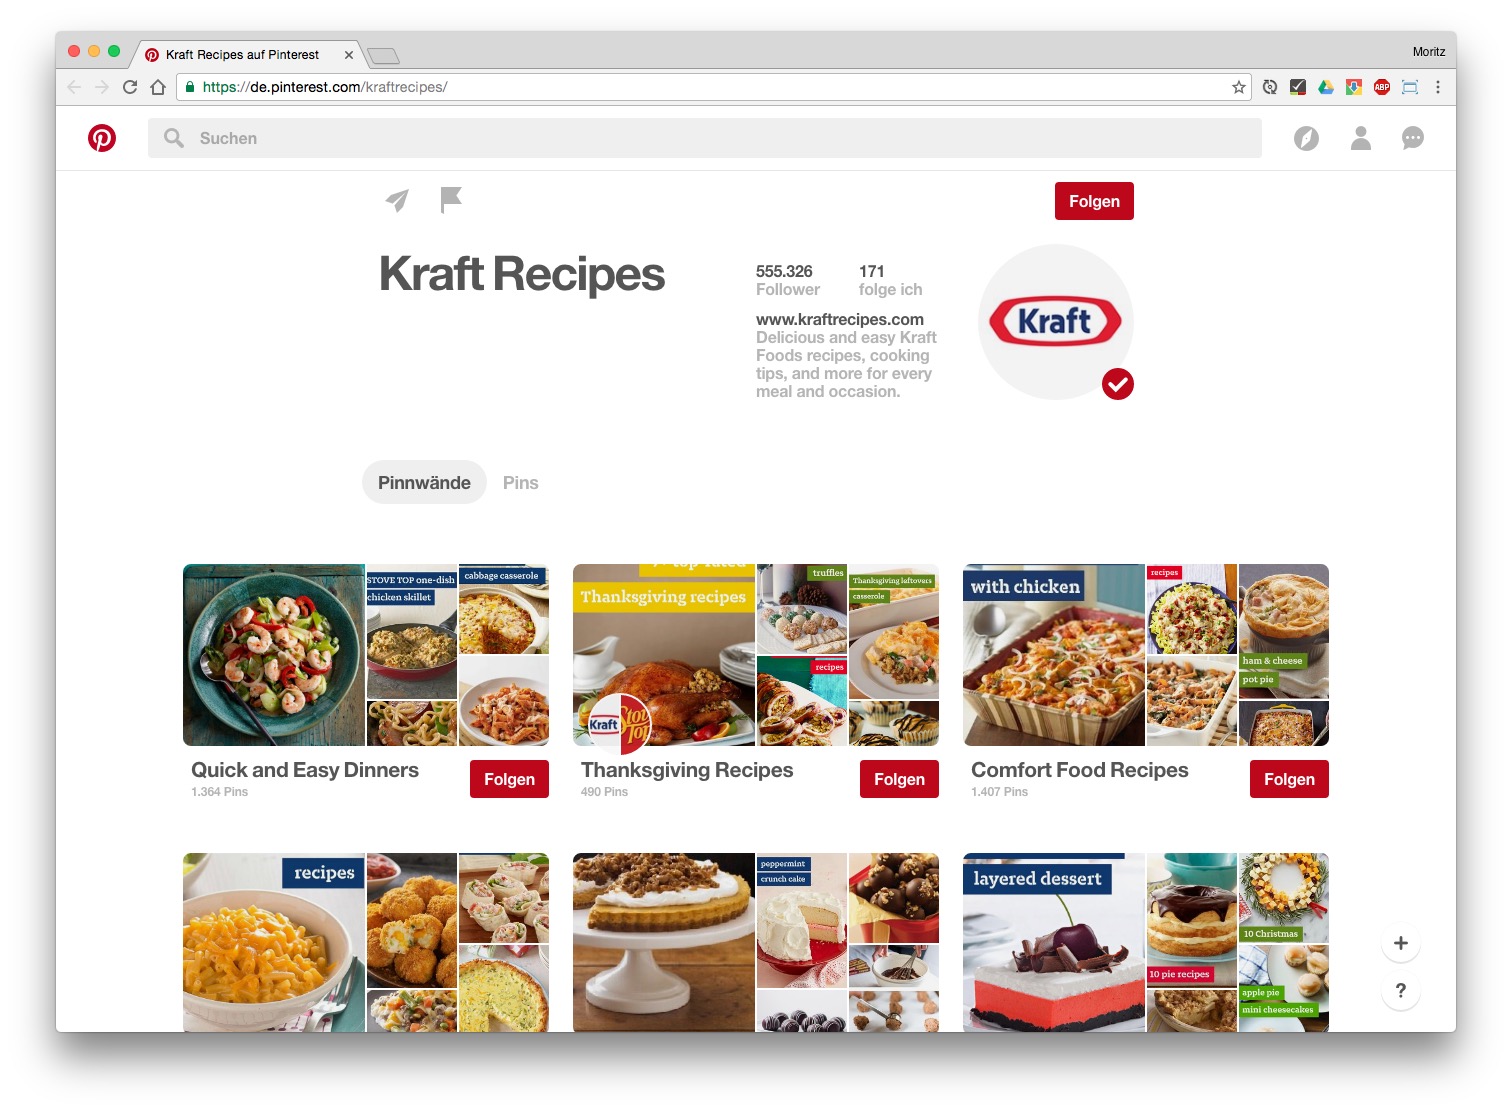 Kraft Recipes auf Pinterest
Moritz
https://de.pinterest.com/kraftrecipes/
ABP
Suchen
Folgen
Kraft Recipes
555.326
Follower
171
folge ich
www.kraftrecipes.com
Delicious and easy Kraft
Foods recipes, cooking
tips, and more for every
meal and occasion.
Kraft
Pinnwände
Pins
STOVE TOP one-dish
chicken skillet
cabbage casserole
top-rated
Thanksgiving recipes
truffles
recipes
Thanksgiving leftovers
casserole
Kraft
Stove
Top
with chicken
recipes
ham & cheese
pot pie
Quick and Easy Dinners
1.364 Pins
Folgen
Thanksgiving Recipes
490 Pins
Folgen
Comfort Food Recipes
1.407 Pins
Folgen
recipes
peppermint
crunch cake
layered dessert
10 pie recipes
10 Christmas
apple pie
mini cheesecakes
+
?